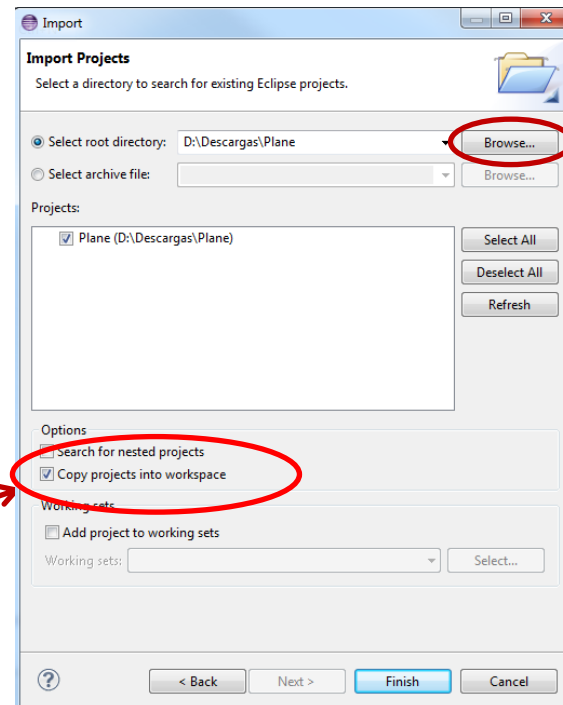 Import
Import Projects
Select a directory to search for existing Eclipse projects.
Select root directory: D:\Descargas\Plane Browse...
Select archive file: Browse...
Projects:
Plane (D:\Descargas\Plane)
Select All
Deselect All
Refresh
Options
Search for nested projects
Copy projects into workspace
Working sets
Add project to working sets
Working sets: Select...
< Back Next > Finish Cancel